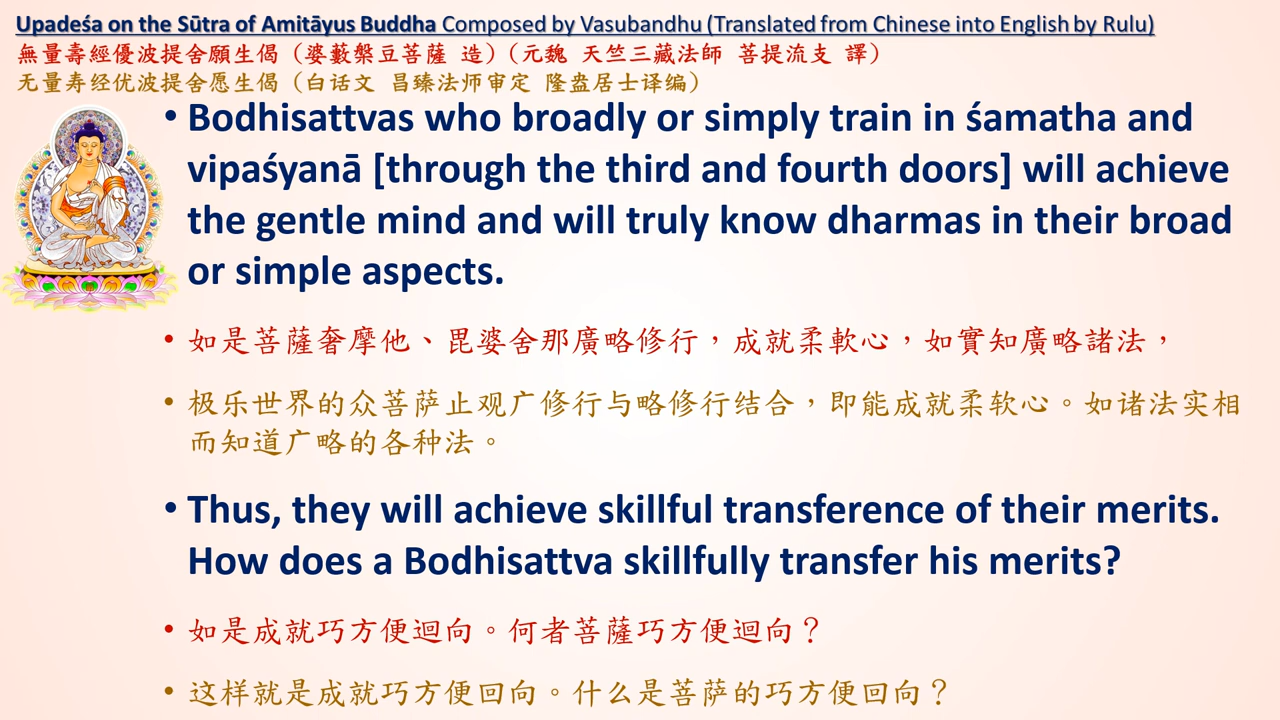 Upadeśa on the Sūtra of Amitāyus Buddha Composed by Vasubandhu (Translated from Chinese into English by Rulu)
無量壽經優波提舍願生偈（婆藪槃豆菩薩 造）（元魏 天竺三藏法師 菩提流支 譯）
无量寿经优波提舍愿生偈（白话文 昌臻法师审定 隆盎居士译编）
• Bodhisattvas who broadly or simply train in śamatha and
vipaśyanā [through the third and fourth doors] will achieve
the gentle mind and will truly know dharmas in their broad
or simple aspects.
• 如是菩薩奢摩他、毘婆舍那廣略修行，成就柔軟心，如實知廣略諸法，
• 极乐世界的众菩萨止观广修行与略修行结合，即能成就柔软心。如诸法实相
而知道广略的各种法。
• Thus, they will achieve skillful transference of their merits.
How does a Bodhisattva skillfully transfer his merits?
• 如是成就巧方便迴向。何者菩薩巧方便迴向？
• 这样就是成就巧方便回向。什么是菩萨的巧方便回向？